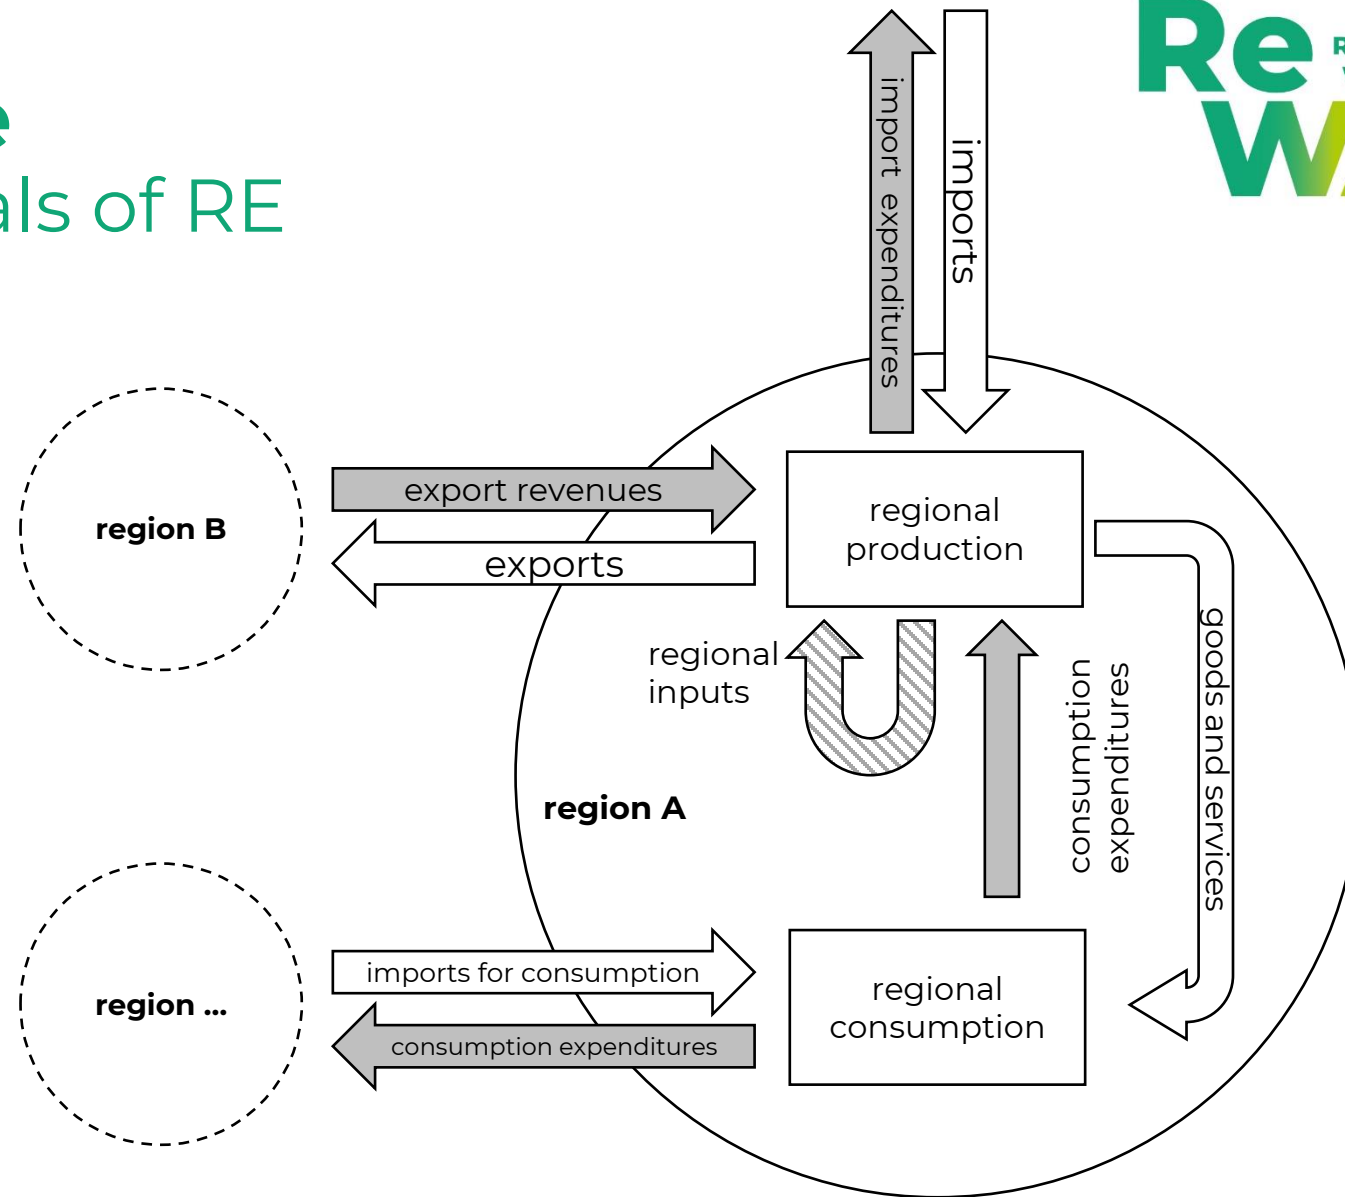 e
als of RE
Re
WA
import expenditures
imports
region B
export revenues
exports
regional
production
regional
inputs
consumption
expenditures
goods and services
region A
region ...
imports for consumption
consumption expenditures
regional
consumption